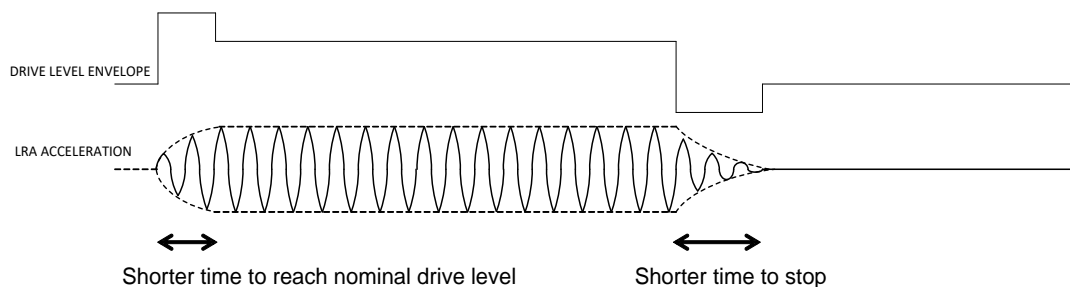 DRIVE LEVEL ENVELOPE
LRA ACCELERATION
Shorter time to reach nominal drive level
Shorter time to stop